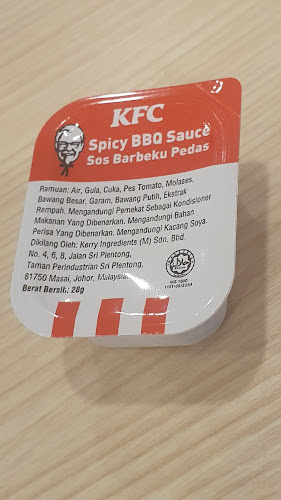 KFC
Spicy BBQ Sauce
Sos Barbeku Pedas
Ramuan: Air, Gula, Cuka, Pes Tomato, Molases,
Bawang Besar, Garam, Bawang Putih, Ekstrak
Rempah. Mengandungi Pemekat Sebagai Kondisioner
Makanan Yang Dibenarkan. Mengandungi Bahan
Perisa Yang Dibenarkan. Mengandungi Kacang Soya.
Dikilang Oleh: Kerry Ingredients (M) Sdn. Bhd.
No. 4, 6, 8, Jalan Sri Plentong,
Taman Perindustrian Sri Plentong,
81750 Masai, Johor, Malaysia.
Berat Bersih: 28g